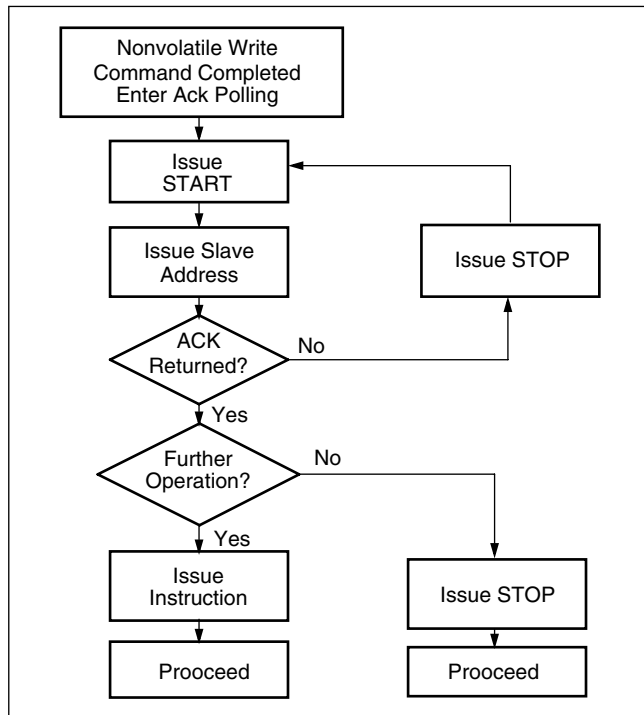 Nonvolatile Write
Command Completed
Enter Ack Polling
Issue
START
Issue Slave
Address
Issue STOP
ACK
Returned?
No
Yes
Further
Operation?
No
Yes
Issue
Instruction
Issue STOP
Prooceed
Prooceed